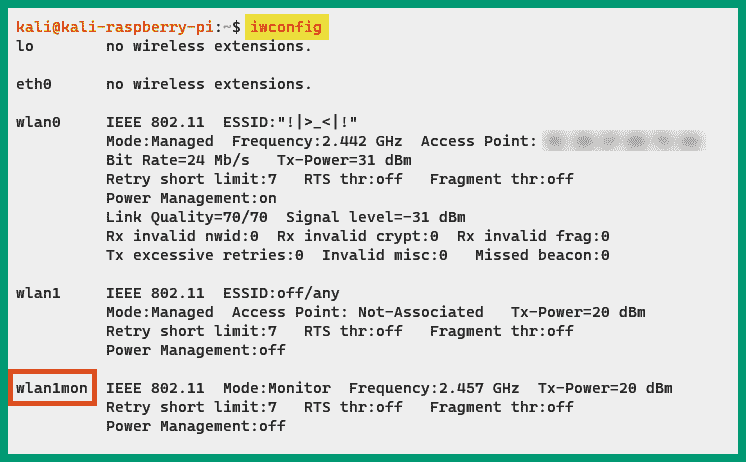 kali@kali-raspberry-pi:~$ iwconfig
lo        no wireless extensions.
eth0      no wireless extensions.
wlan0     IEEE 802.11  ESSID:"!|>_<|!"
          Mode:Managed  Frequency:2.442 GHz  Access Point:
          Bit Rate=24 Mb/s   Tx-Power=31 dBm
          Retry short limit:7   RTS thr:off   Fragment thr:off
          Power Management:on
          Link Quality=70/70  Signal level=-31 dBm
          Rx invalid nwid:0  Rx invalid crypt:0  Rx invalid frag:0
          Tx excessive retries:0  Invalid misc:0   Missed beacon:0
wlan1     IEEE 802.11  ESSID:off/any
          Mode:Managed  Access Point: Not-Associated   Tx-Power=20 dBm
          Retry short limit:7   RTS thr:off   Fragment thr:off
          Power Management:off
wlan1mon  IEEE 802.11  Mode:Monitor  Frequency:2.457 GHz  Tx-Power=20 dBm
          Retry short limit:7   RTS thr:off   Fragment thr:off
          Power Management:off